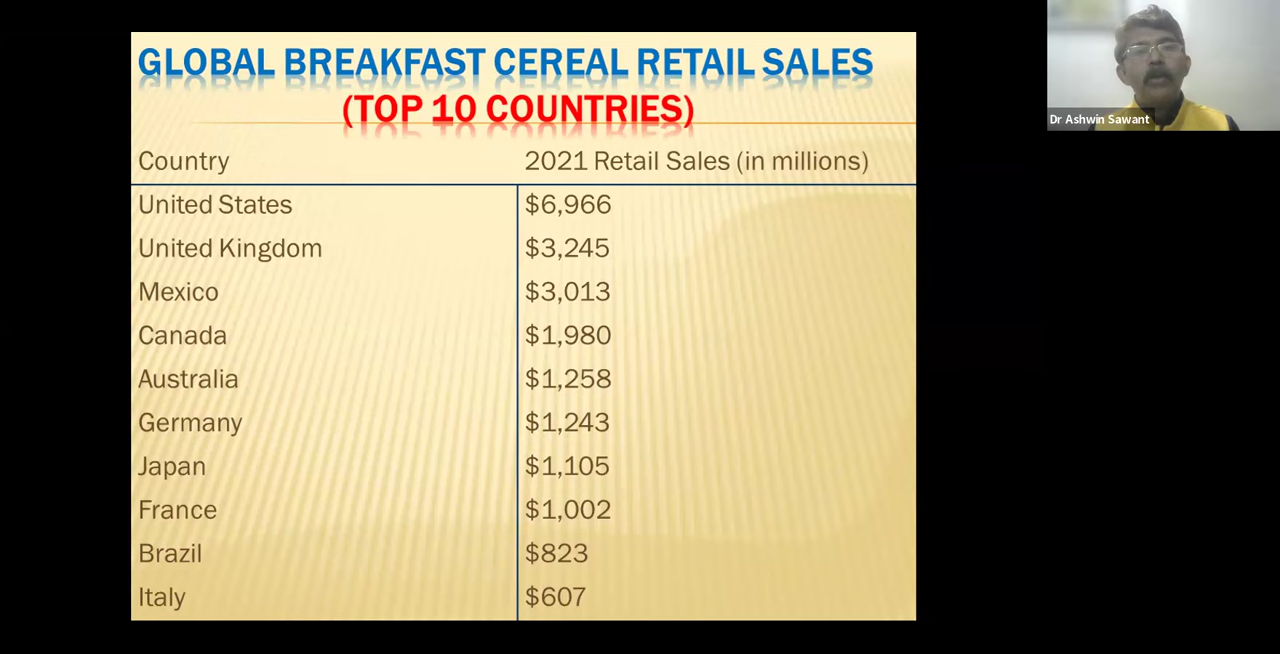 GLOBAL BREAKFAST CEREAL RETAIL SALES
(TOP 10 COUNTRIES)
Country 2021 Retail Sales (in millions)
United States $6,966
United Kingdom $3,245
Mexico $3,013
Canada $1,980
Australia $1,258
Germany $1,243
Japan $1,105
France $1,002
Brazil $823
Italy $607
Dr Ashwin Sawant